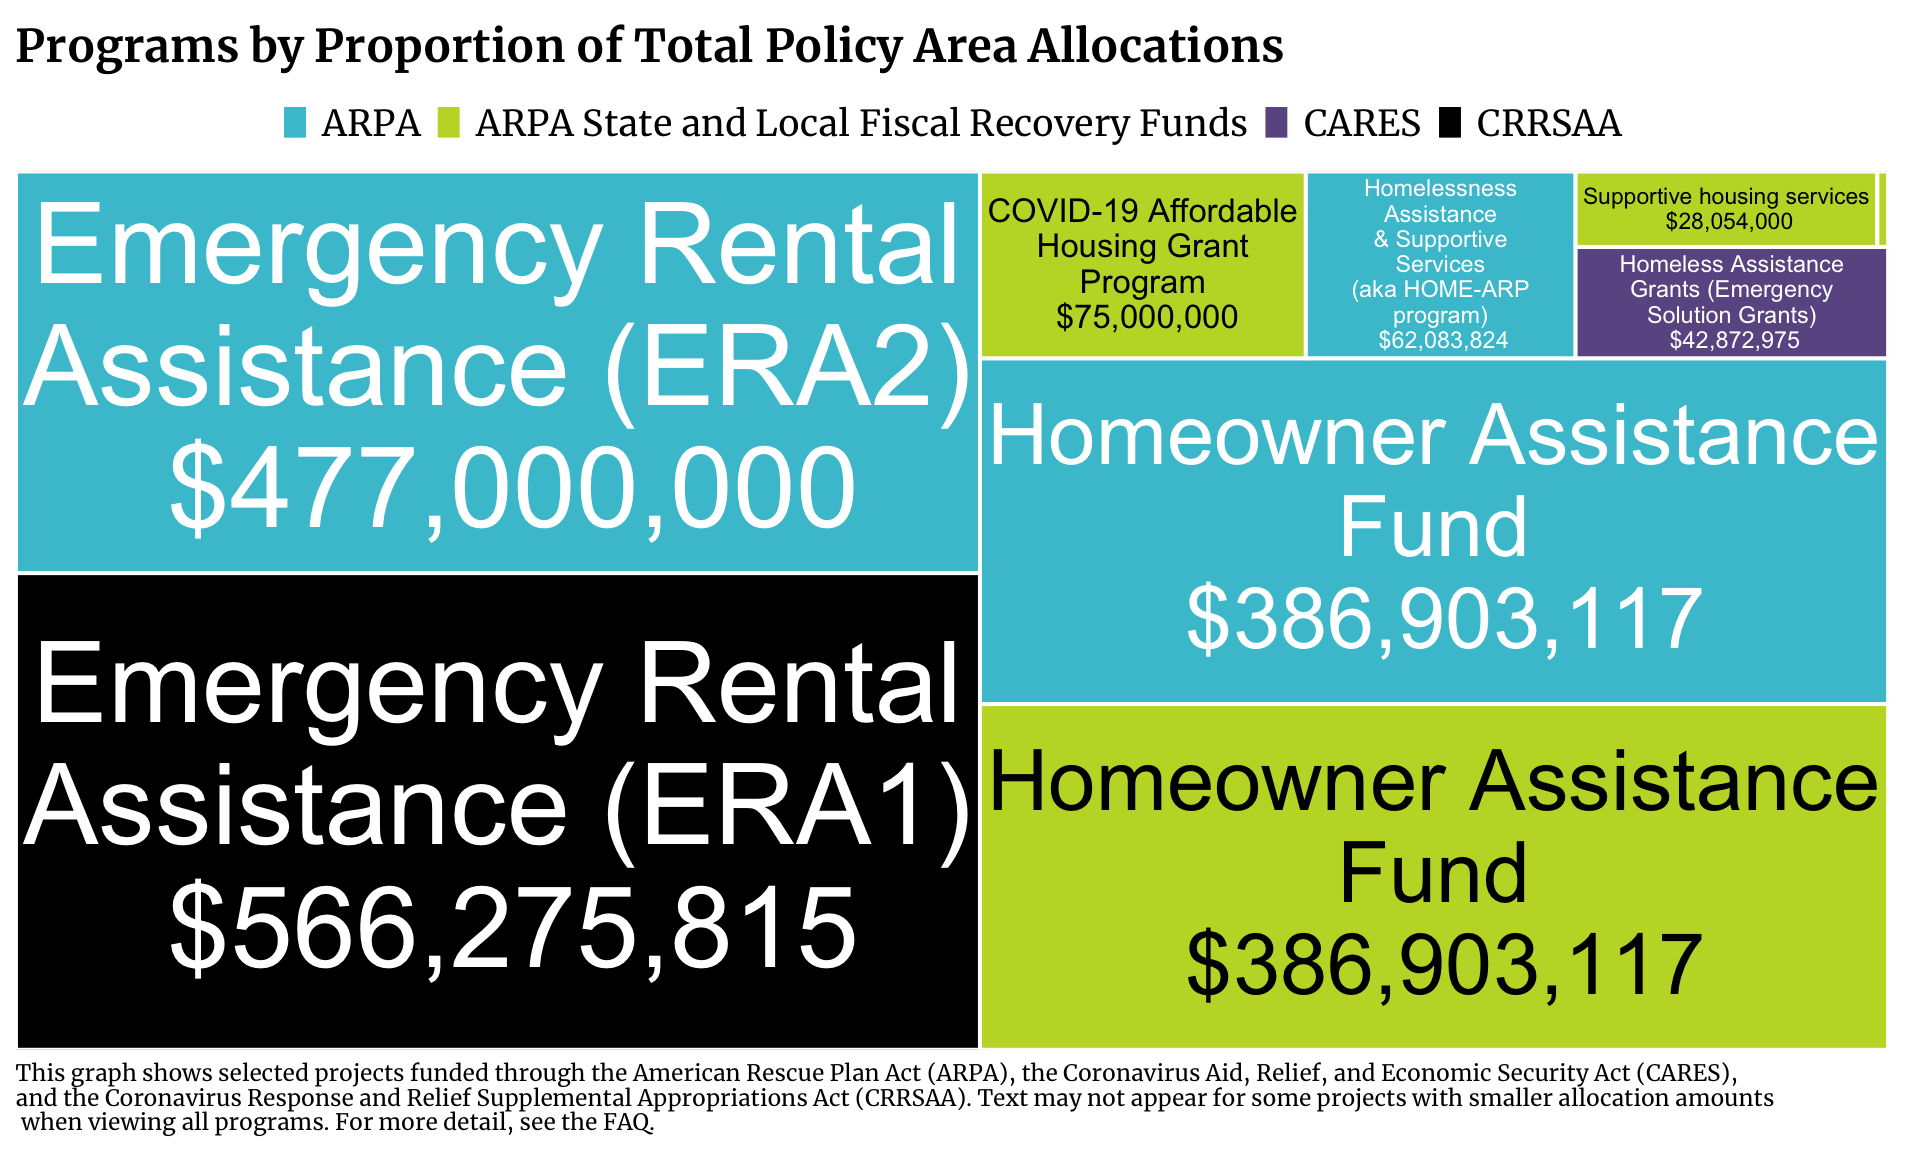 Programs by Proportion of Total Policy Area Allocations
ARPA ARPA State and Local Fiscal Recovery Funds CARES CRRSAA
Emergency Rental
Assistance (ERA2)
$477,000,000
Emergency Rental
Assistance (ERA1)
$566,275,815
COVID-19 Affordable
Housing Grant
Program
$75,000,000
Homelessness
Assistance
& Supportive
Services
(aka HOME-ARP
program)
$62,083,824
Supportive housing services
$28,054,000
Homeless Assistance
Grants (Emergency
Solution Grants)
$42,872,975
Homeowner Assistance
Fund
$386,903,117
Homeowner Assistance
Fund
$386,903,117
This graph shows selected projects funded through the American Rescue Plan Act (ARPA), the Coronavirus Aid, Relief, and Economic Security Act (CARES),
and the Coronavirus Response and Relief Supplemental Appropriations Act (CRRSAA). Text may not appear for some projects with smaller allocation amounts
when viewing all programs. For more detail, see the FAQ.